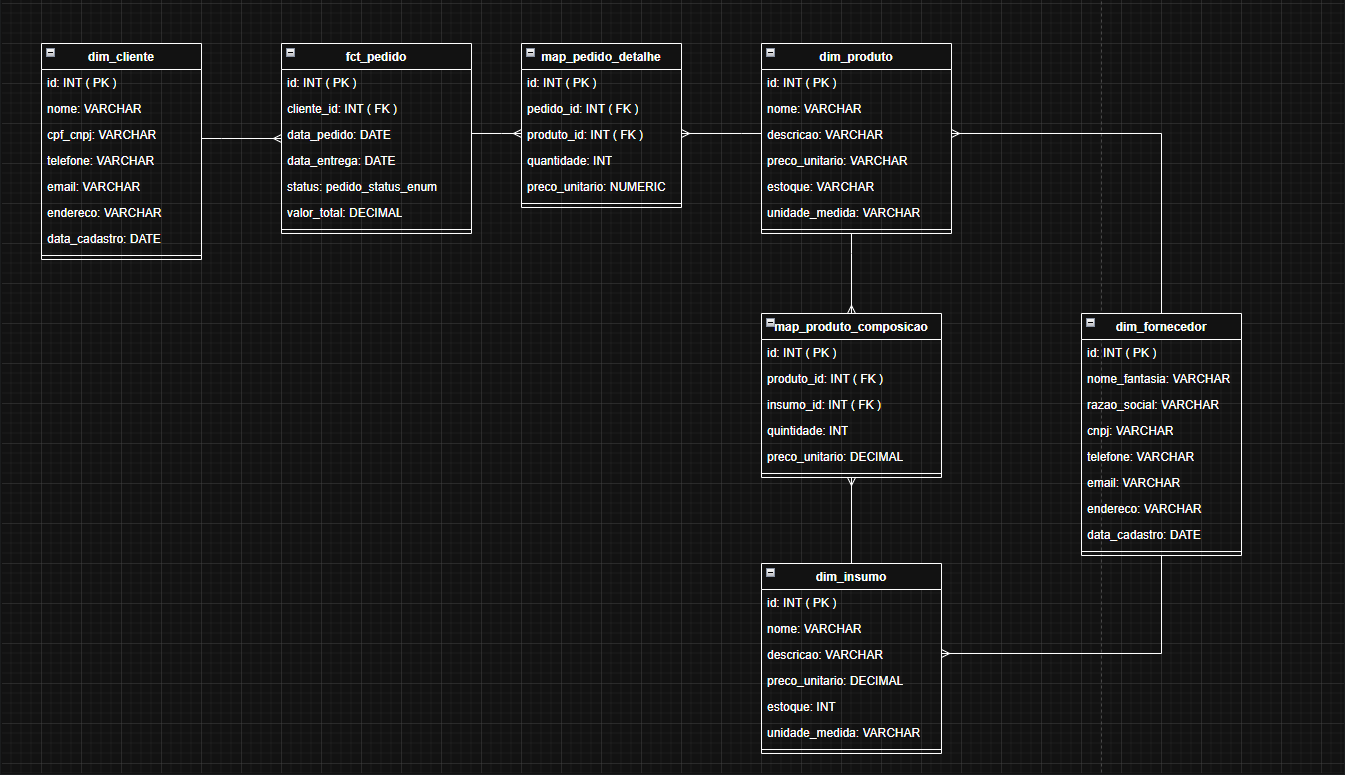 dim_cliente
id: INT ( PK )
nome: VARCHAR
cpf_cnpj: VARCHAR
telefone: VARCHAR
email: VARCHAR
endereco: VARCHAR
data_cadastro: DATE
fct_pedido
id: INT ( PK )
cliente_id: INT ( FK )
data_pedido: DATE
data_entrega: DATE
status: pedido_status_enum
valor_total: DECIMAL
map_pedido_detalhe
id: INT ( PK )
pedido_id: INT ( FK )
produto_id: INT ( FK )
quantidade: INT
preco_unitario: NUMERIC
dim_produto
id: INT ( PK )
nome: VARCHAR
descricao: VARCHAR
preco_unitario: VARCHAR
estoque: VARCHAR
unidade_medida: VARCHAR
map_produto_composicao
id: INT ( PK )
produto_id: INT ( FK )
insumo_id: INT ( FK )
quintidade: INT
preco_unitario: DECIMAL
dim_fornecedor
id: INT ( PK )
nome_fantasia: VARCHAR
razao_social: VARCHAR
cnpj: VARCHAR
telefone: VARCHAR
email: VARCHAR
endereco: VARCHAR
data_cadastro: DATE
dim_insumo
id: INT ( PK )
nome: VARCHAR
descricao: VARCHAR
preco_unitario: DECIMAL
estoque: INT
unidade_medida: VARCHAR